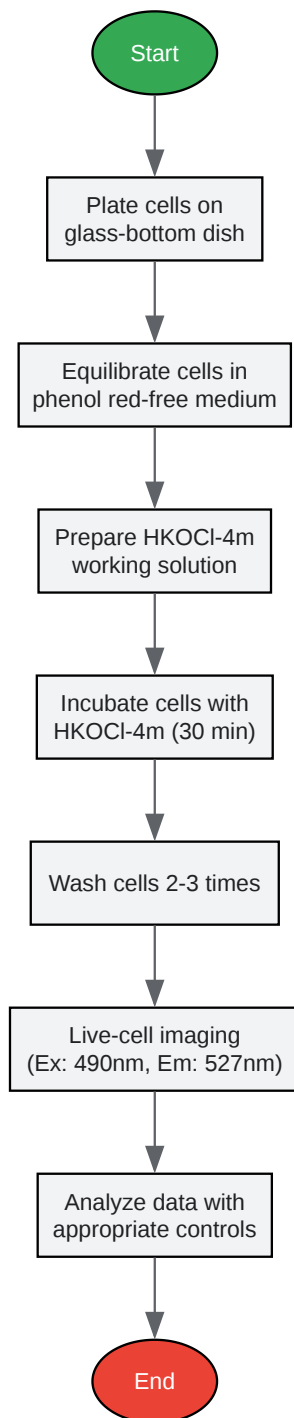 Start
Plate cells on
glass-bottom dish
Equilibrate cells in
phenol red-free medium
Prepare HKOCl-4m
working solution
Incubate cells with
HKOCl-4m (30 min)
Wash cells 2-3 times
Live-cell imaging
(Ex: 490nm, Em: 527nm)
Analyze data with
appropriate controls
End